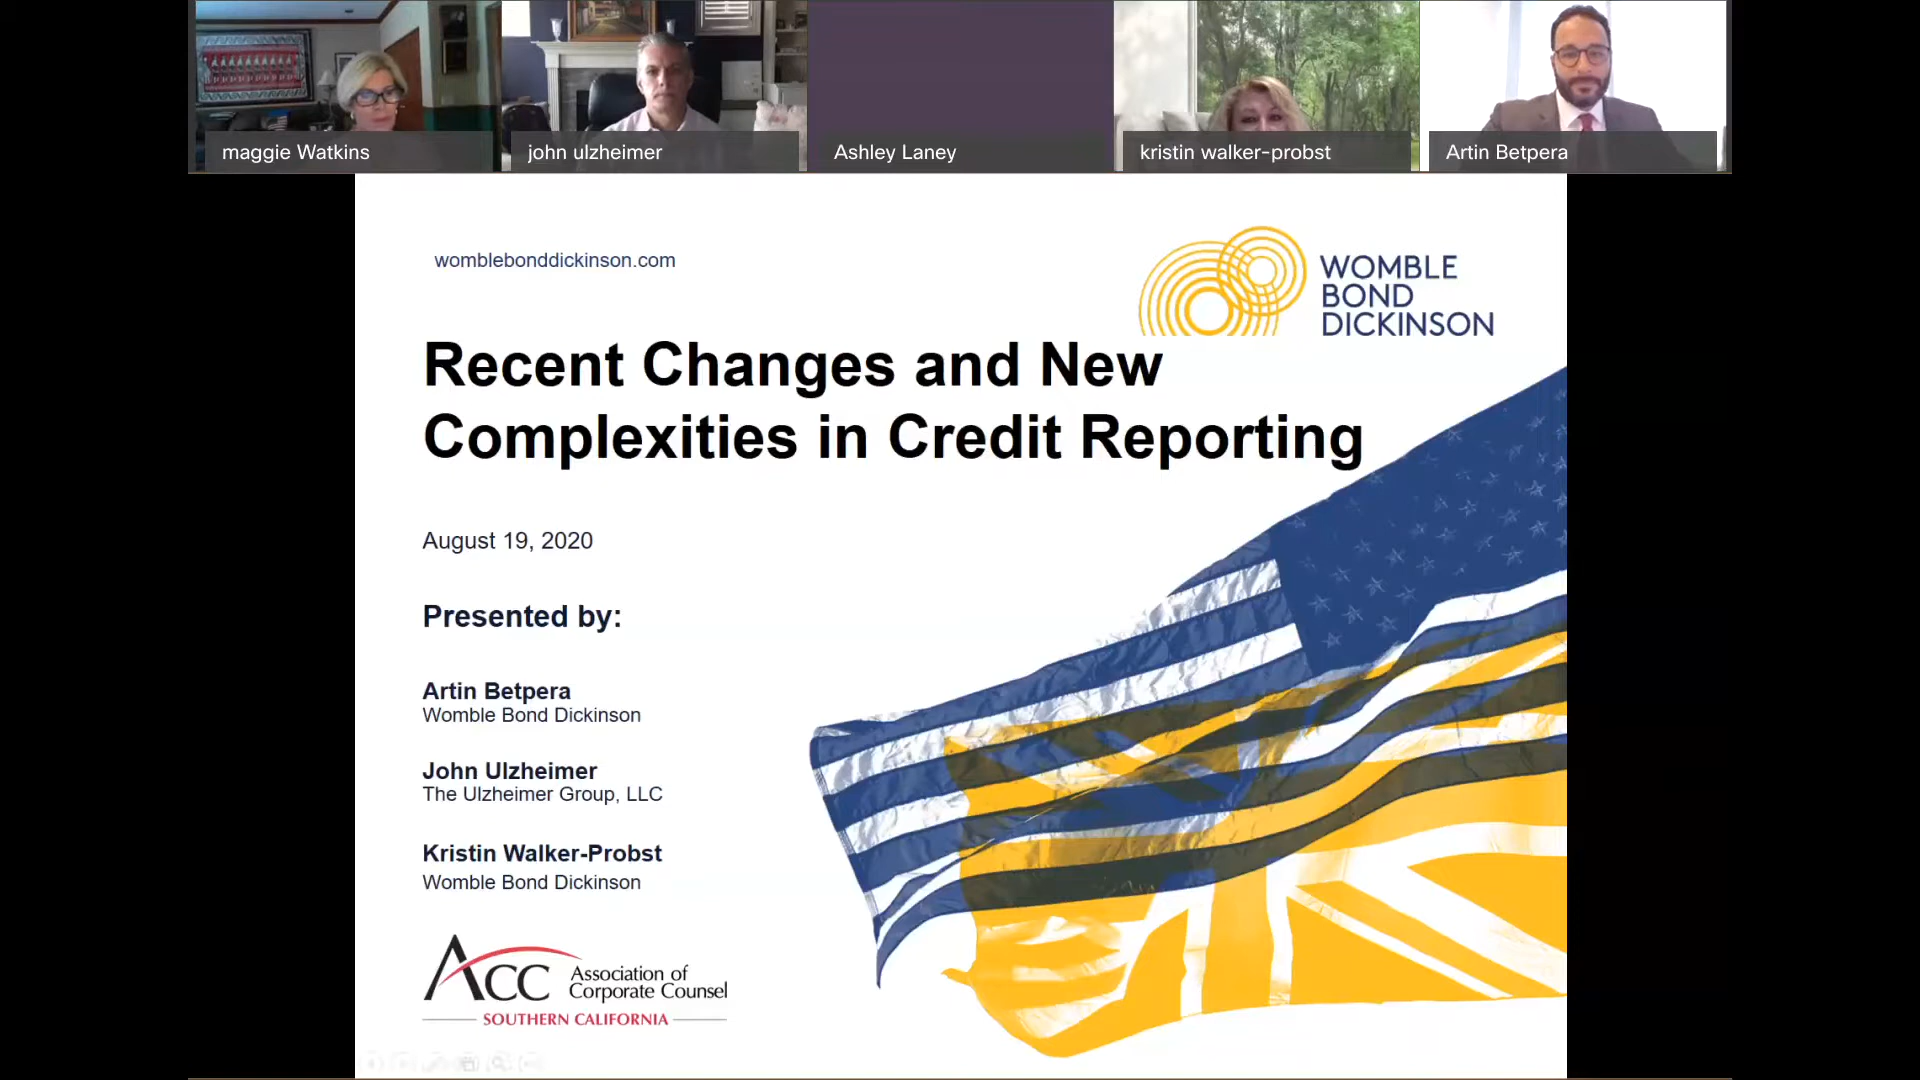 maggie Watkins
john ulzheimer
Ashley Laney
kristin walker-probst
Artin Betpera
womblebonddickinson.com
WOMBLE
BOND
DICKINSON
Recent Changes and New
Complexities in Credit Reporting
August 19, 2020
Presented by:
Artin Betpera
Womble Bond Dickinson
John Ulzheimer
The Ulzheimer Group, LLC
Kristin Walker-Probst
Womble Bond Dickinson
ACC
Association of
Corporate Counsel
SOUTHERN CALIFORNIA